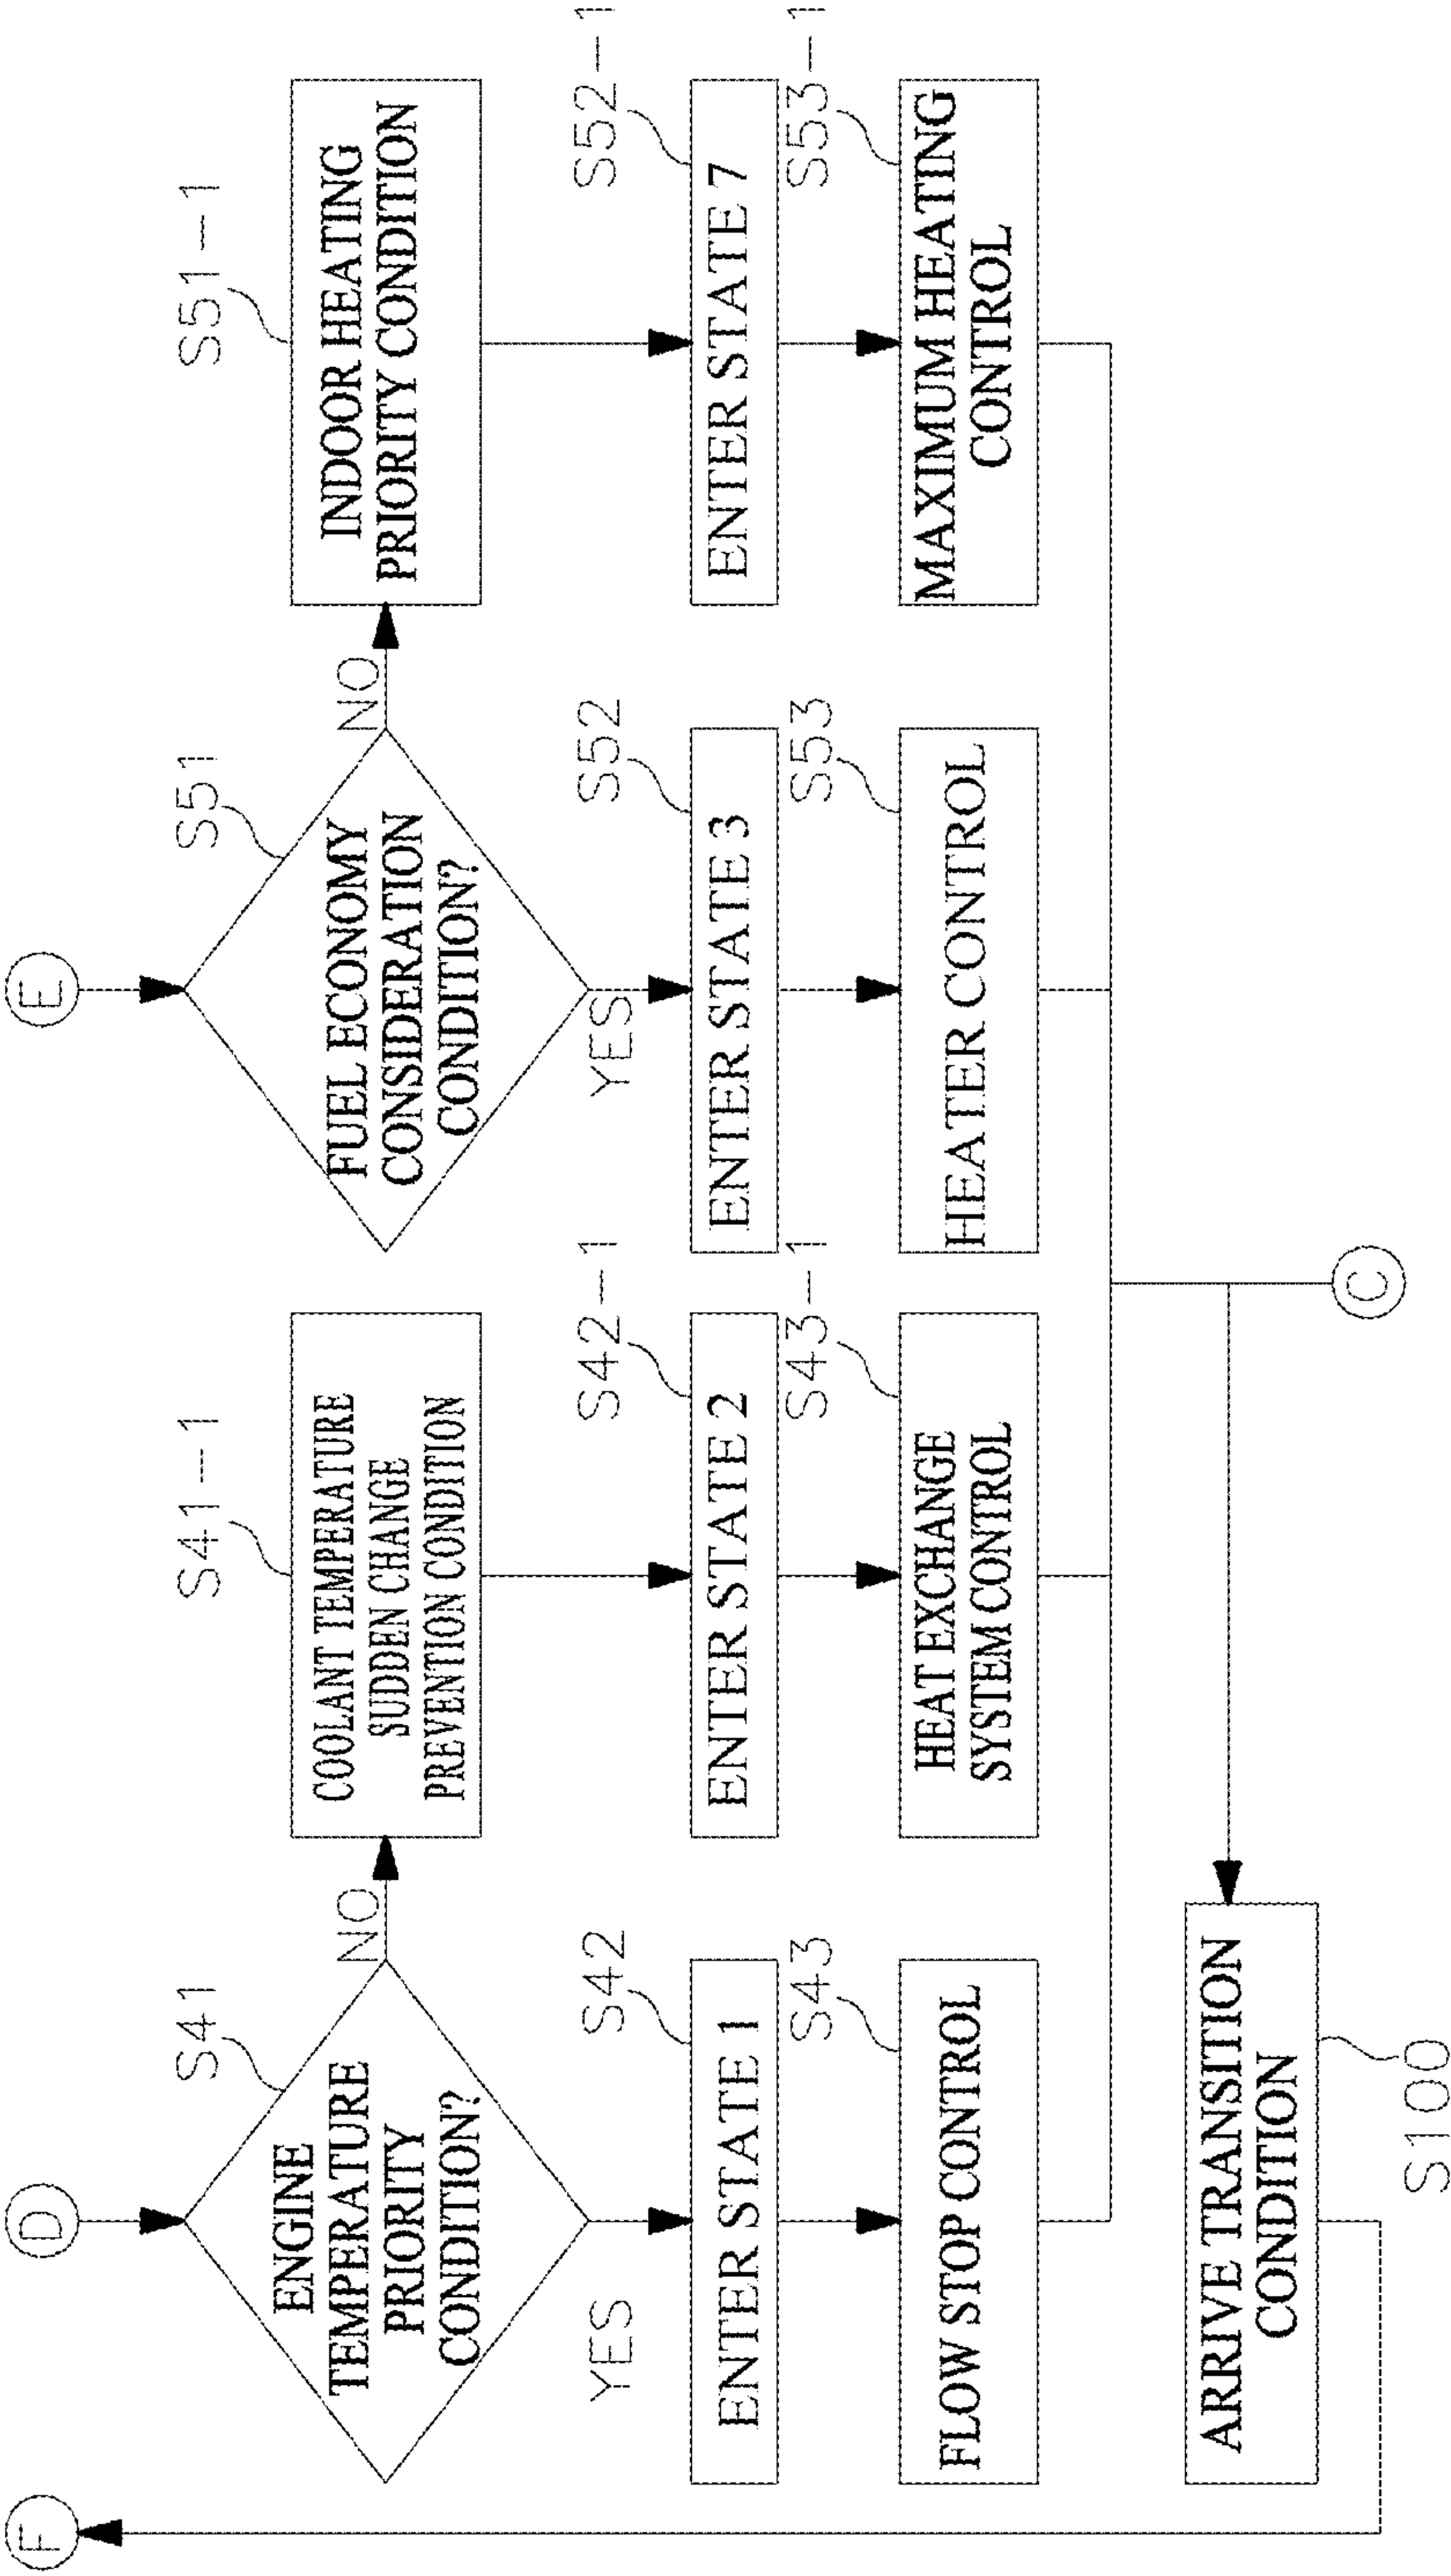 F
D
E
S41
ENGINE
TEMPERATURE
PRIORITY
CONDITION?
NO
YES
S41-1
COOLANT TEMPERATURE
SUDDEN CHANGE
PREVENTION CONDITION
S51
FUEL ECONOMY
CONSIDERATION
CONDITION?
NO
YES
S51-1
INDOOR HEATING
PRIORITY CONDITION
S42
ENTER STATE 1
S42-1
ENTER STATE 2
S52
ENTER STATE 3
S52-1
ENTER STATE 7
S43
FLOW STOP CONTROL
S43-1
HEAT EXCHANGE
SYSTEM CONTROL
S53
HEATER CONTROL
S53-1
MAXIMUM HEATING
CONTROL
ARRIVE TRANSITION
CONDITION
S100
C